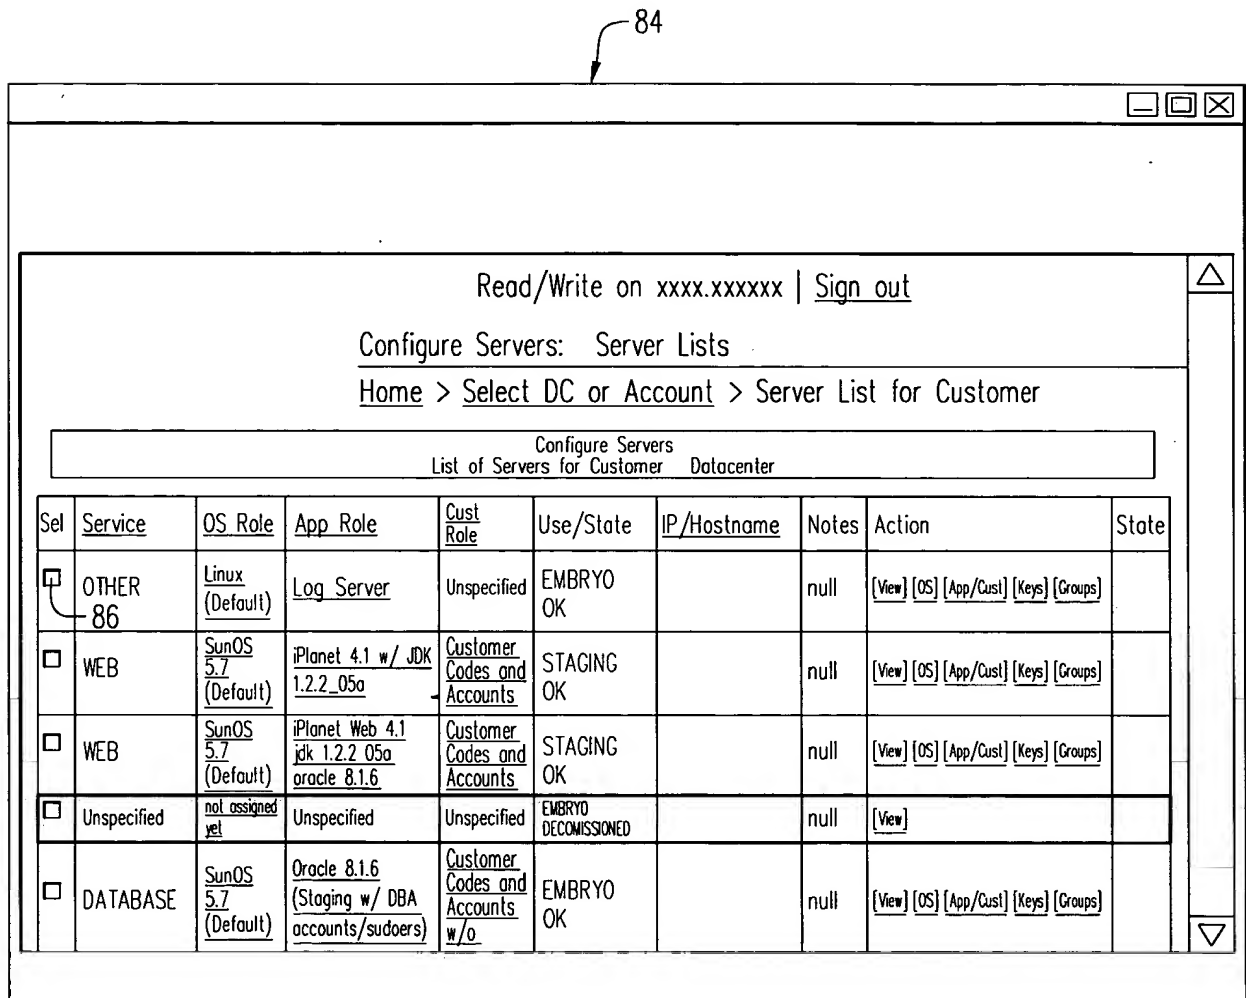 84
Read/Write on xxxx.xxxxxx | Sign out
Configure Servers: Server Lists
Home > Select DC or Account > Server List for Customer
Configure Servers
List of Servers for Customer Datacenter
Sel Service OS Role App Role Cust Role Use/State IP/Hostname Notes Action State
OTHER Linux (Default) Log Server Unspecified EMBRYO OK null [View] [OS] [App/Cust] [Keys] [Groups]
86
WEB SunOS 5.7 (Default) iPlanet 4.1 w/ JDK 1.2.2_05a Customer Codes and Accounts STAGING OK null [View] [OS] [App/Cust] [Keys] [Groups]
WEB SunOS 5.7 (Default) iPlanet Web 4.1 jdk 1.2.2 05a oracle 8.1.6 Customer Codes and Accounts STAGING OK null [View] [OS] [App/Cust] [Keys] [Groups]
Unspecified not assigned yet Unspecified Unspecified EMBRYO DECOMISSIONED null [View]
DATABASE SunOS 5.7 (Default) Oracle 8.1.6 (Staging w/ DBA accounts/sudoers) Customer Codes and Accounts w/o EMBRYO OK null [View] [OS] [App/Cust] [Keys] [Groups]